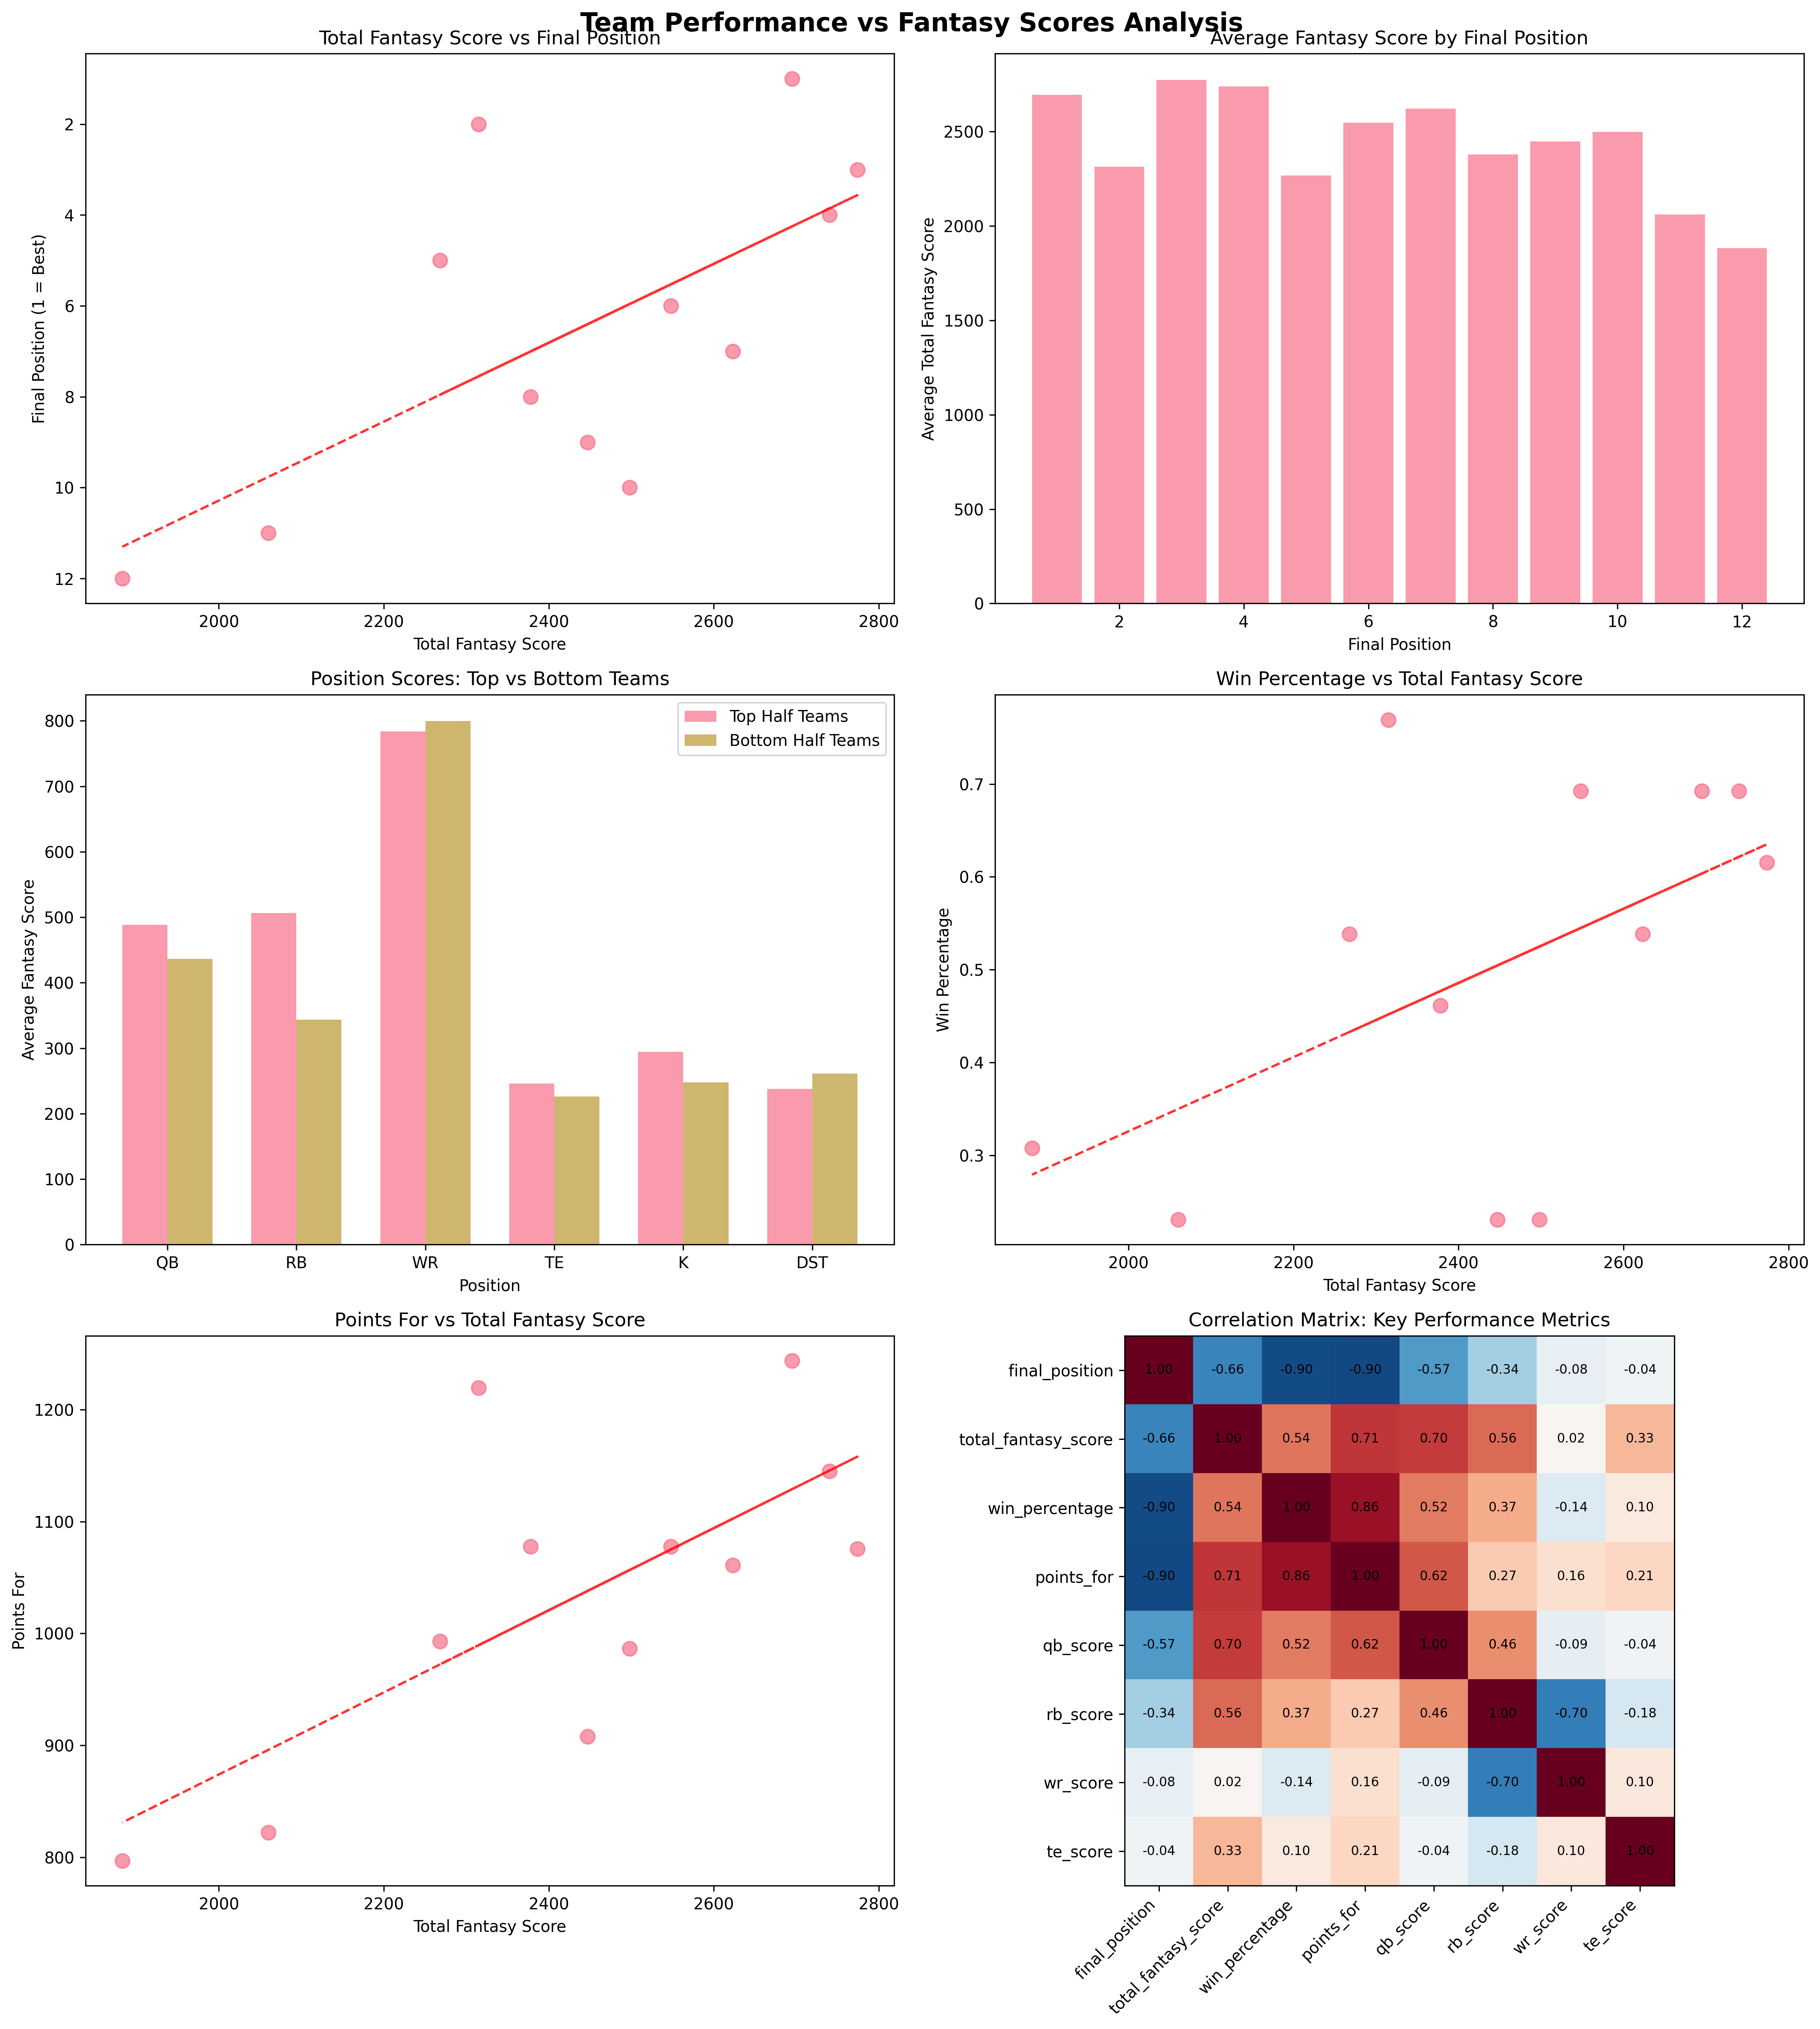 Team Performance vs Fantasy Scores Analysis
Total Fantasy Score vs Final Position
2
4
6
8
10
12
Final Position (1 = Best)
2000 2200 2400 2600 2800
Total Fantasy Score
Average Fantasy Score by Final Position
2500
2000
1500
1000
500
0
Average Total Fantasy Score
2 4 6 8 10 12
Final Position
Position Scores: Top vs Bottom Teams
Top Half Teams
Bottom Half Teams
800
700
600
500
400
300
200
100
0
Average Fantasy Score
QB RB WR TE K DST
Position
Win Percentage vs Total Fantasy Score
0.7
0.6
0.5
0.4
0.3
Win Percentage
2000 2200 2400 2600 2800
Total Fantasy Score
Points For vs Total Fantasy Score
1200
1100
1000
900
800
Points For
2000 2200 2400 2600 2800
Total Fantasy Score
Correlation Matrix: Key Performance Metrics
final_position 1.00 -0.66 -0.90 -0.90 -0.57 -0.34 -0.08 -0.04
total_fantasy_score -0.66 1.00 0.54 0.71 0.70 0.56 0.02 0.33
win_percentage -0.90 0.54 1.00 0.86 0.52 0.37 -0.14 0.10
points_for -0.90 0.71 0.86 1.00 0.62 0.27 0.16 0.21
qb_score -0.57 0.70 0.52 0.62 1.00 0.46 -0.09 -0.04
rb_score -0.34 0.56 0.37 0.27 0.46 1.00 -0.70 -0.18
wr_score -0.08 0.02 -0.14 0.16 -0.09 -0.70 1.00 0.10
te_score -0.04 0.33 0.10 0.21 -0.04 -0.18 0.10 1.00
final_position total_fantasy_score win_percentage points_for qb_score rb_score wr_score te_score